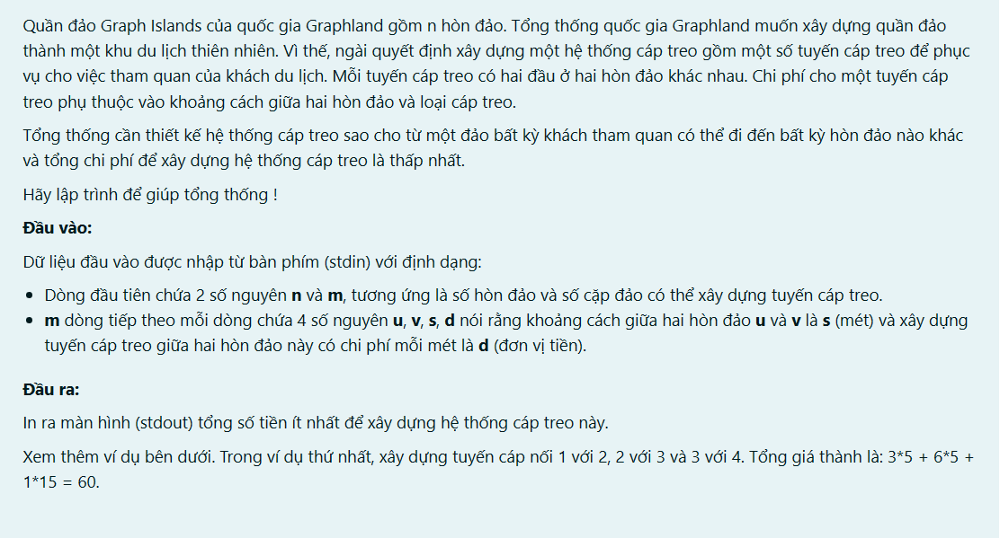 Quần đảo Graph Islands của quốc gia Graphland gồm n hòn đảo. Tổng thống quốc gia Graphland muốn xây dựng quần đảo
thành một khu du lịch thiên nhiên. Vì thế, ngài quyết định xây dựng một hệ thống cáp treo gồm một số tuyến cáp treo để phục
vụ cho việc tham quan của khách du lịch. Mỗi tuyến cáp treo có hai đầu ở hai hòn đảo khác nhau. Chi phí cho một tuyến cáp
treo phụ thuộc vào khoảng cách giữa hai hòn đảo và loại cáp treo.
Tổng thống cần thiết kế hệ thống cáp treo sao cho từ một đảo bất kỳ khách tham quan có thể đi đến bất kỳ hòn đảo nào khác
và tổng chi phí để xây dựng hệ thống cáp treo là thấp nhất.
Hãy lập trình để giúp tổng thống !
Đầu vào:
Dữ liệu đầu vào được nhập từ bàn phím (stdin) với định dạng:
• Dòng đầu tiên chứa 2 số nguyên n và m, tương ứng là số hòn đảo và số cặp đảo có thể xây dựng tuyến cáp treo.
• m dòng tiếp theo mỗi dòng chứa 4 số nguyên u, v, s, d nói rằng khoảng cách giữa hai hòn đảo u và v là s (mét) và xây dựng
tuyến cáp treo giữa hai hòn đảo này có chi phí mỗi mét là d (đơn vị tiền).
Đầu ra:
In ra màn hình (stdout) tổng số tiền ít nhất để xây dựng hệ thống cáp treo này.
Xem thêm ví dụ bên dưới. Trong ví dụ thứ nhất, xây dựng tuyến cáp nối 1 với 2, 2 với 3 và 3 với 4. Tổng giá thành là: 3*5 + 6*5 +
1*15 = 60.